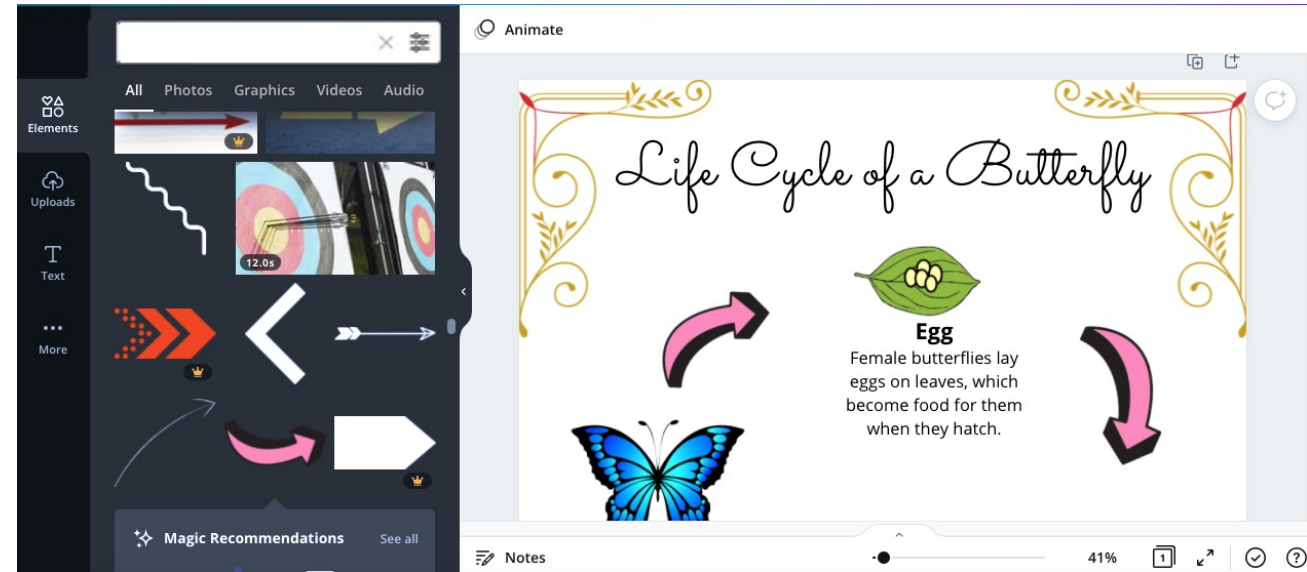 Animate
All Photos Graphics Videos Audio
Elements
Uploads
12.0s
Text
More
Magic Recommendations See all
Life Cycle of a Butterfly
Egg
Female butterflies lay
eggs on leaves, which
become food for them
when they hatch.
Notes
41%
1